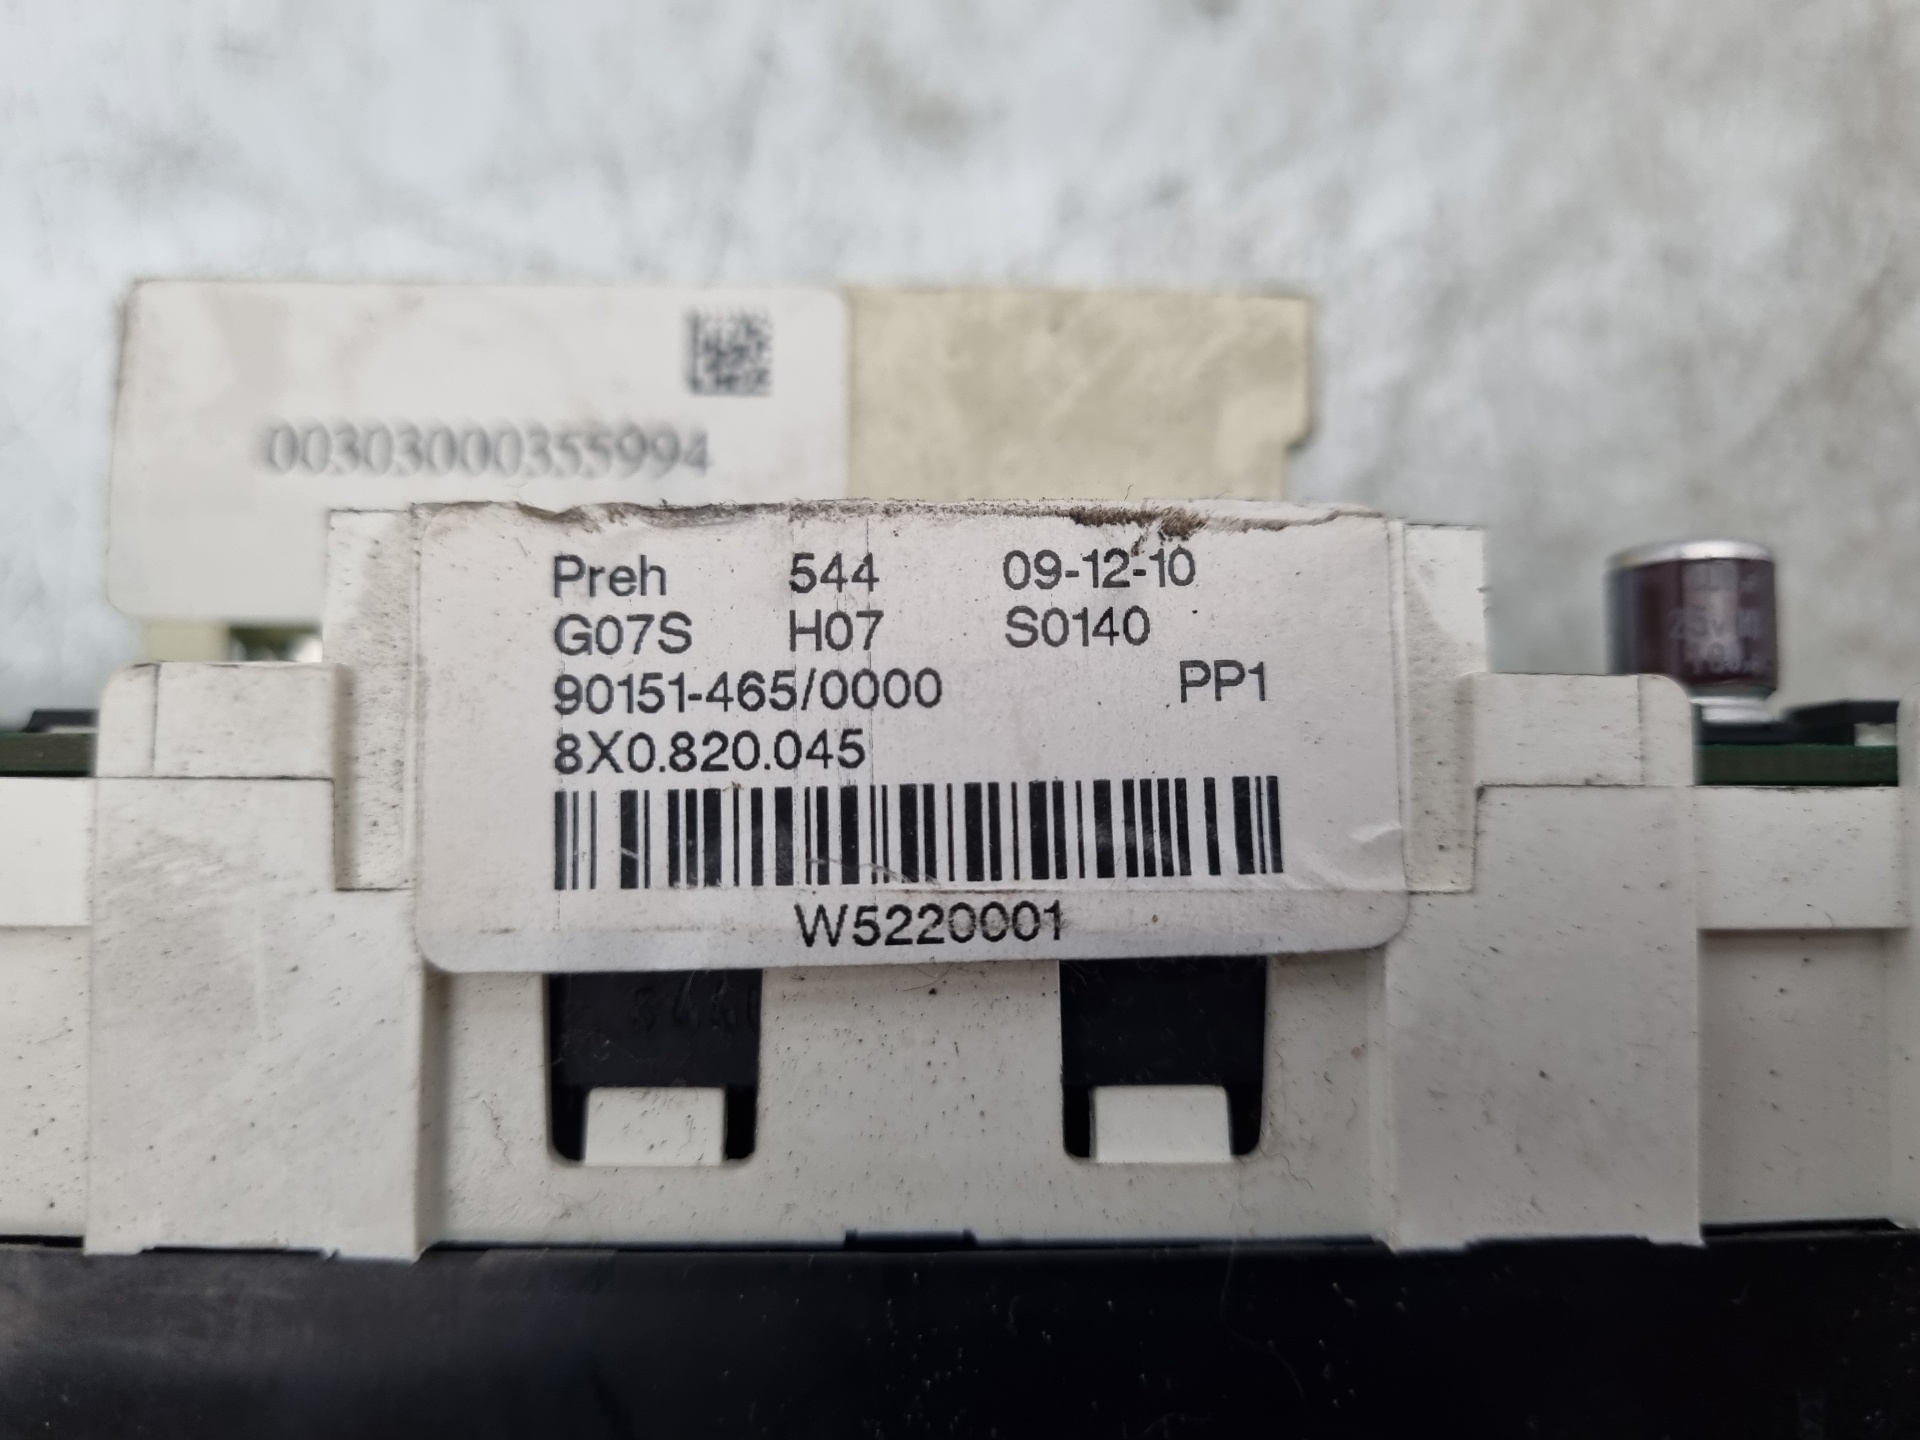 00303000355994
Preh 544 09-12-10
G07S H07 S0140
90151-465/0000 PP1
8X0.820.045
W5220001